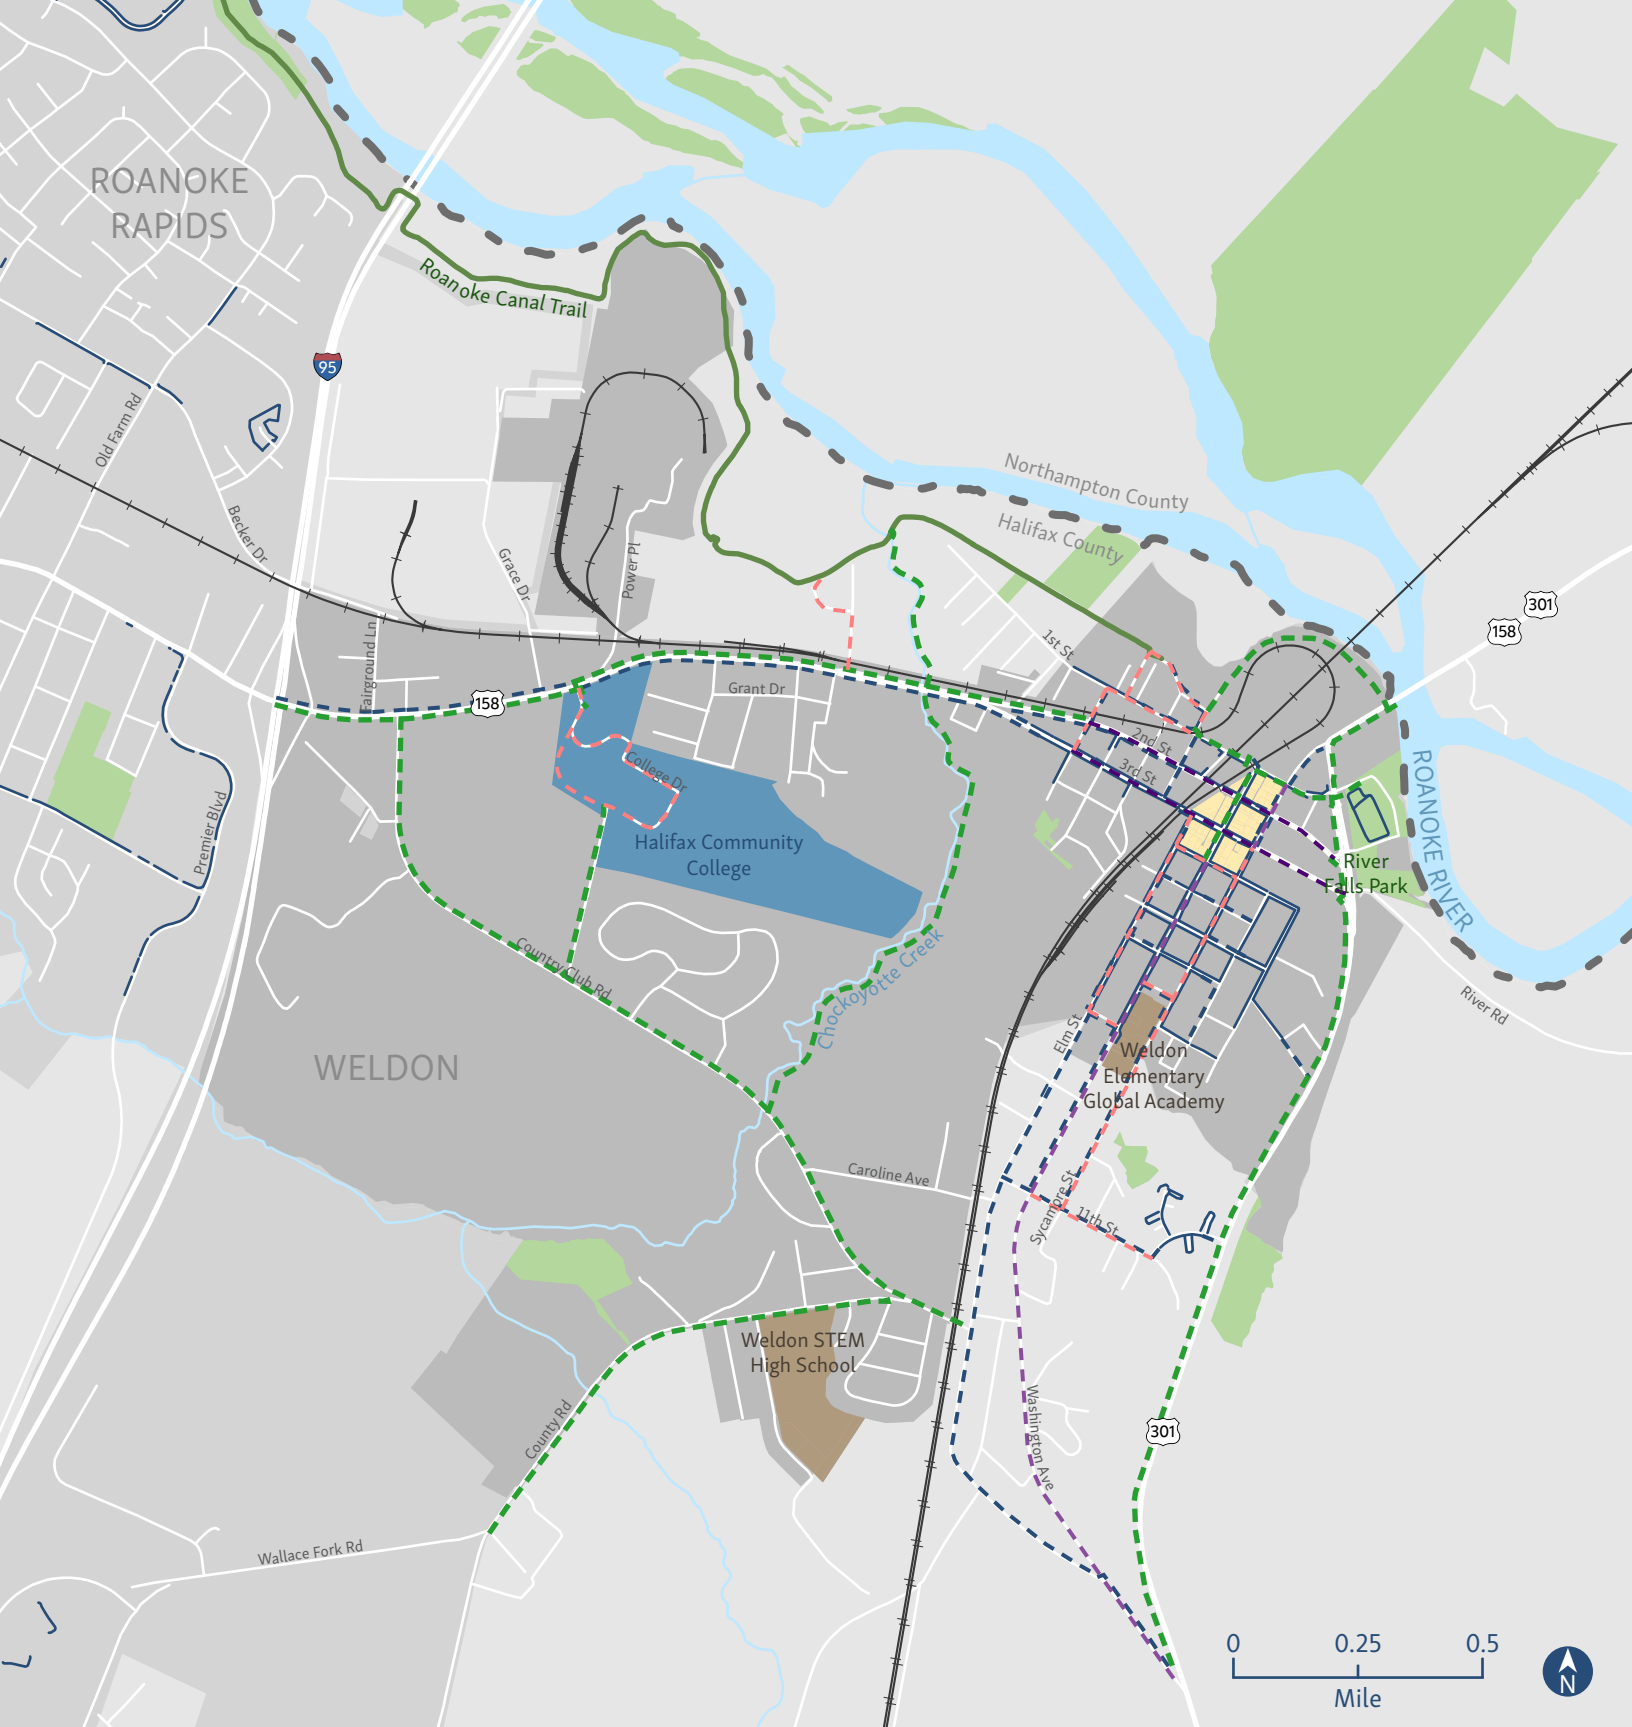 ROANOKE
RAPIDS
Roanoke Canal Trail
95
Old Farm Rd
Becker Dr
Grace Dr
Power Pl
Northampton County
Halifax County
301
158
1st St
Fairground Ln
158
Grant Dr
2nd St
3rd St
College Dr
Premier Blvd
Halifax Community
College
River
Falls Park
ROANOKE RIVER
Country Club Rd
Chockoyotte Creek
River Rd
Elm St
WELDON
Weldon
Elementary
Global Academy
Caroline Ave
Sycamore St
11th St
Weldon STEM
High School
County Rd
Washington Ave
301
Wallace Fork Rd
0 0.25 0.5
Mile
N